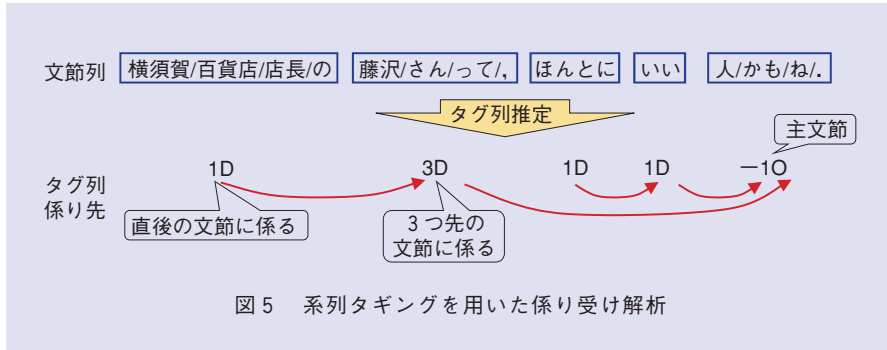 文節列 横須賀/百貨店/店長/の 藤沢/さん/って/, ほんとに いい 人/かも/ね/.
タグ列推定
主文節
タグ列 1D 3D 1D 1D −1O
係り先
直後の文節に係る
3つ先の
文節に係る
図5 系列タギングを用いた係り受け解析